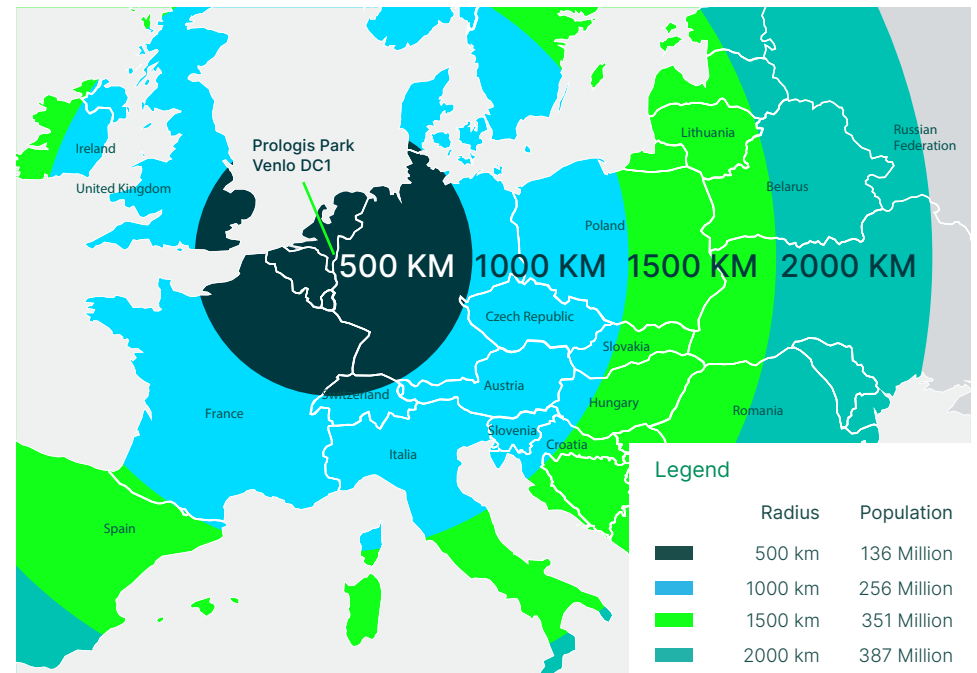 Lithuania
Russian
Federation
Prologis Park
Venlo DC1
Ireland
United Kingdom
Belarus
Poland
500 KM
1000 KM
1500 KM
2000 KM
Czech Republic
Slovakia
Switzerland
Austria
France
Hungary
Romania
Slovenia
Croatia
Italia
Spain
Legend
Radius Population
500 km 136 Million
1000 km 256 Million
1500 km 351 Million
2000 km 387 Million